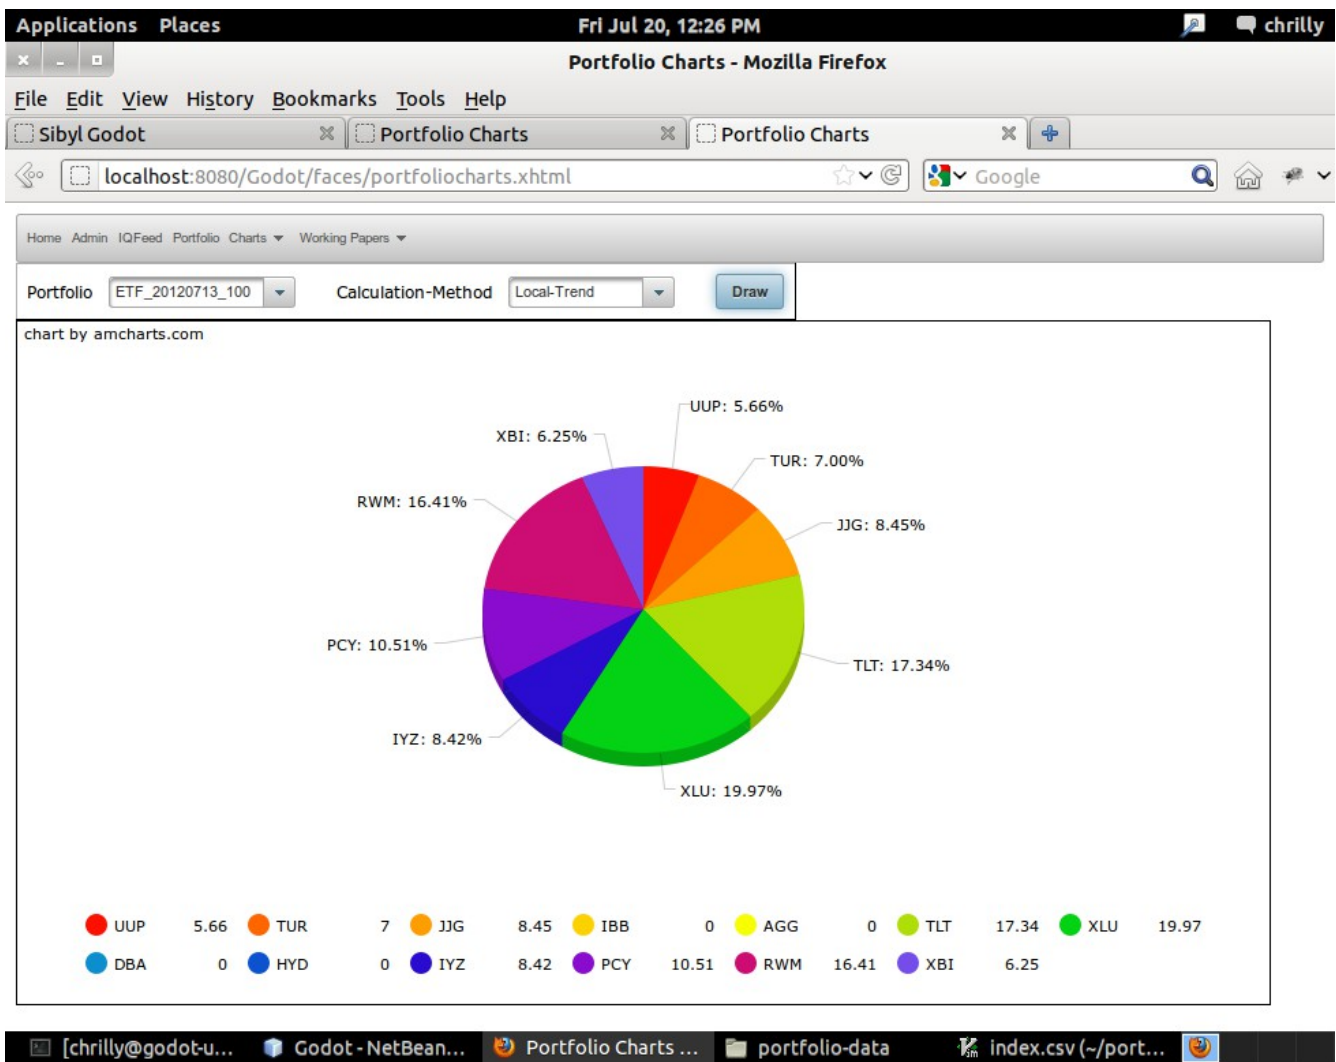 Applications Places Fri Jul 20, 12:26 PM chrilly
Portfolio Charts - Mozilla Firefox
File Edit View History Bookmarks Tools Help
Sibyl Godot Portfolio Charts Portfolio Charts
localhost:8080/Godot/faces/portfoliocharts.xhtml Google
Home Admin IQFeed Portfolio Charts Working Papers
Portfolio ETF_20120713_100 Calculation-Method Local-Trend Draw
chart by amcharts.com
UUP: 5.66%
XBI: 6.25%
TUR: 7.00%
RWM: 16.41%
JJG: 8.45%
PCY: 10.51%
TLT: 17.34%
IYZ: 8.42%
XLU: 19.97%
UUP 5.66 TUR 7 JJG 8.45 IBB 0 AGG 0 TLT 17.34 XLU 19.97
DBA 0 HYD 0 IYZ 8.42 PCY 10.51 RWM 16.41 XBI 6.25
[chrilly@godot-u... Godot - NetBean... Portfolio Charts ... portfolio-data index.csv (~/port...